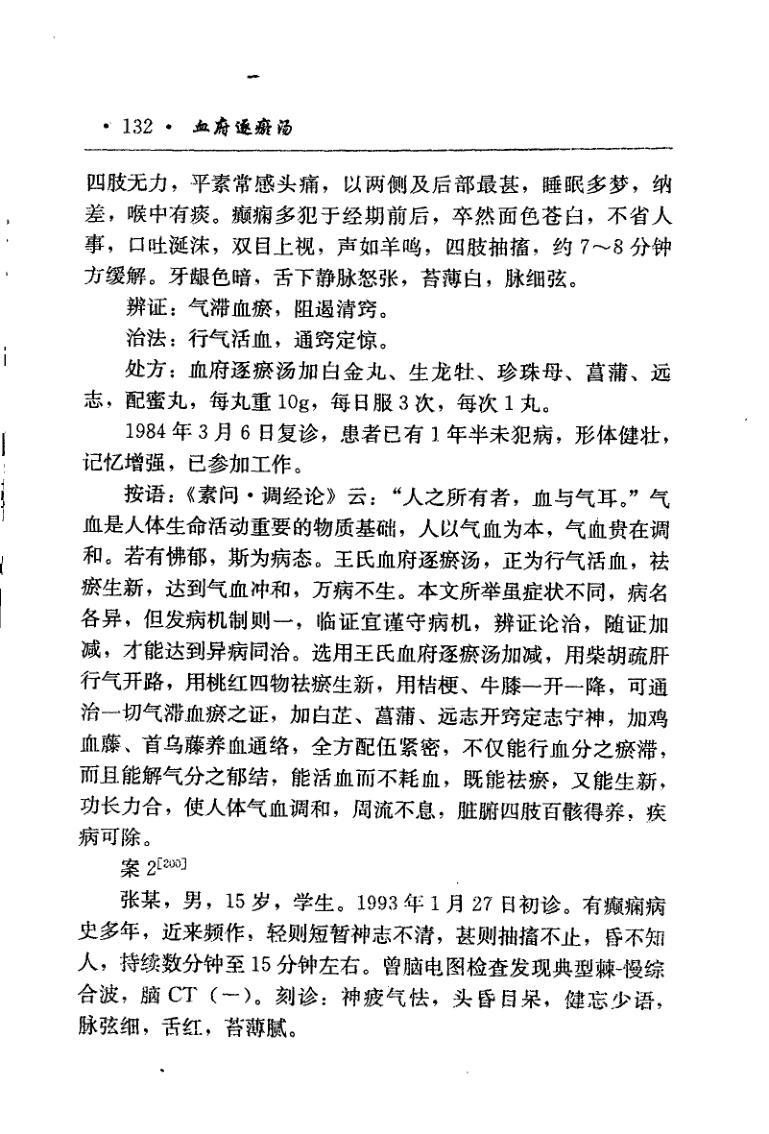 · 132 · 血府逐瘀汤
四肢无力，平素常感头痛，以两侧及后部最甚，睡眠多梦，纳
差，喉中有痰。癫痫多犯于经期前后，卒然面色苍白，不省人
事，口吐涎沫，双目上视，声如羊鸣，四肢抽搐，约7～8分钟
方缓解。牙龈色暗，舌下静脉怒张，苔薄白，脉细弦。
辨证：气滞血瘀，阻遏清窍。
治法：行气活血，通窍定惊。
处方：血府逐瘀汤加白金丸、生龙牡、珍珠母、菖蒲、远
志，配蜜丸，每丸重10g，每日服3次，每次1丸。
1984年3月6日复诊，患者已有1年半未犯病，形体健壮，
记忆增强，已参加工作。
按语：《素问·调经论》云：“人之所有者，血与气耳。”气
血是人体生命活动重要的物质基础，人以气血为本，气血贵在调
和。若有怫郁，斯为病态。王氏血府逐瘀汤，正为行气活血，祛
瘀生新，达到气血冲和，万病不生。本文所举虽症状不同，病名
各异，但发病机制则一，临证宜谨守病机，辨证论治，随证加
减，才能达到异病同治。选用王氏血府逐瘀汤加减，用柴胡疏肝
行气开路，用桃红四物祛瘀生新，用桔梗、牛膝一开一降，可通
治一切气滞血瘀之证，加白芷、菖蒲、远志开窍定志宁神，加鸡
血藤、首乌藤养血通络，全方配伍紧密，不仅能行血分之瘀滞，
而且能解气分之郁结，能活血而不耗血，既能祛瘀，又能生新，
功长力合，使人体气血调和，周流不息，脏腑四肢百骸得养，疾
病可除。
案2[200]
张某，男，15岁，学生。1993年1月27日初诊。有癫痫病
史多年，近来频作，轻则短暂神志不清，甚则抽搐不止，昏不知
人，持续数分钟至15分钟左右。曾脑电图检查发现典型棘-慢综
合波，脑CT（一）。刻诊：神疲气怯，头昏目呆，健忘少语，
脉弦细，舌红，苔薄腻。